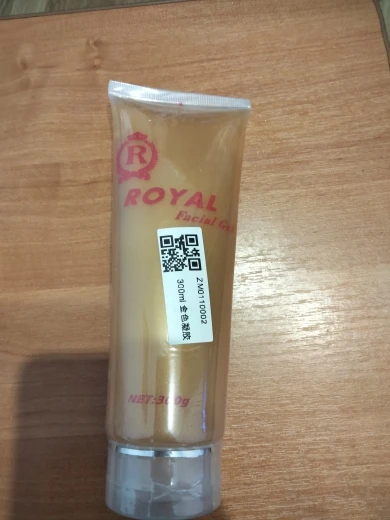 R
ROYAL
Facial Gel
ZM0110002
300ml 金色凝胶
NET:300g